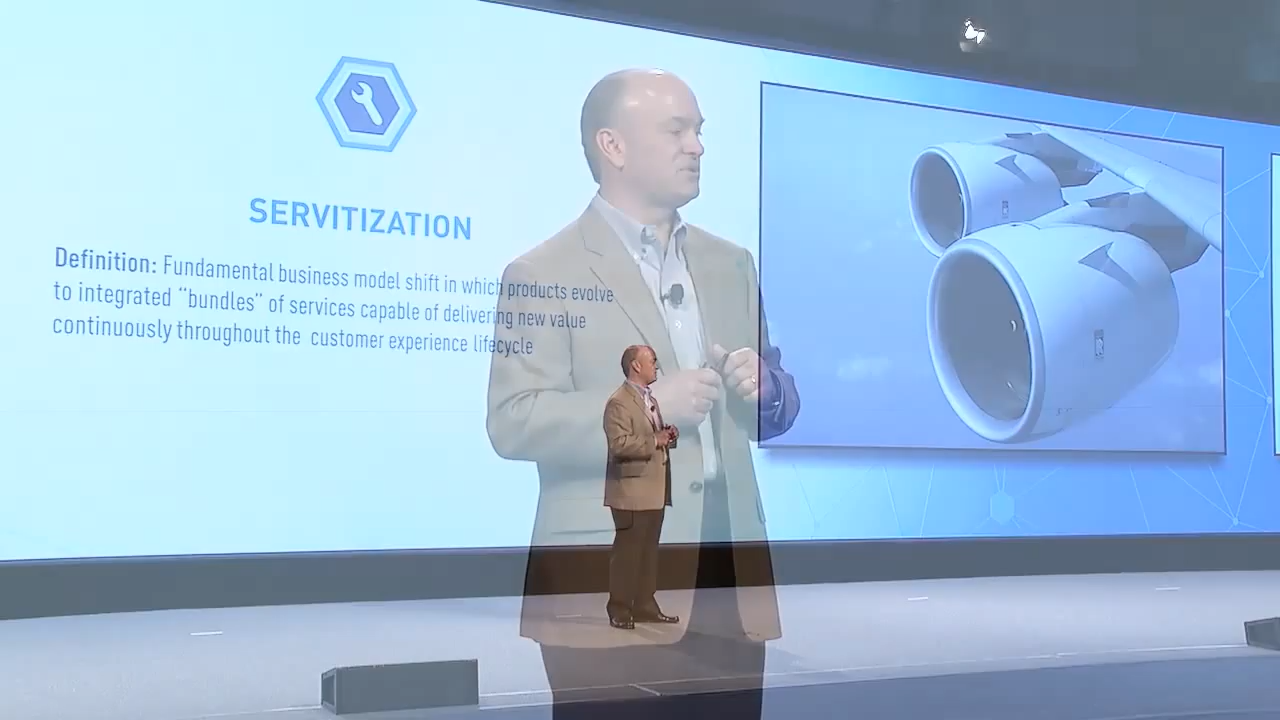 SERVITIZATION
Definition: Fundamental business model shift in which products evolve
to integrated “bundles” of services capable of delivering new value
continuously throughout the customer experience lifecycle